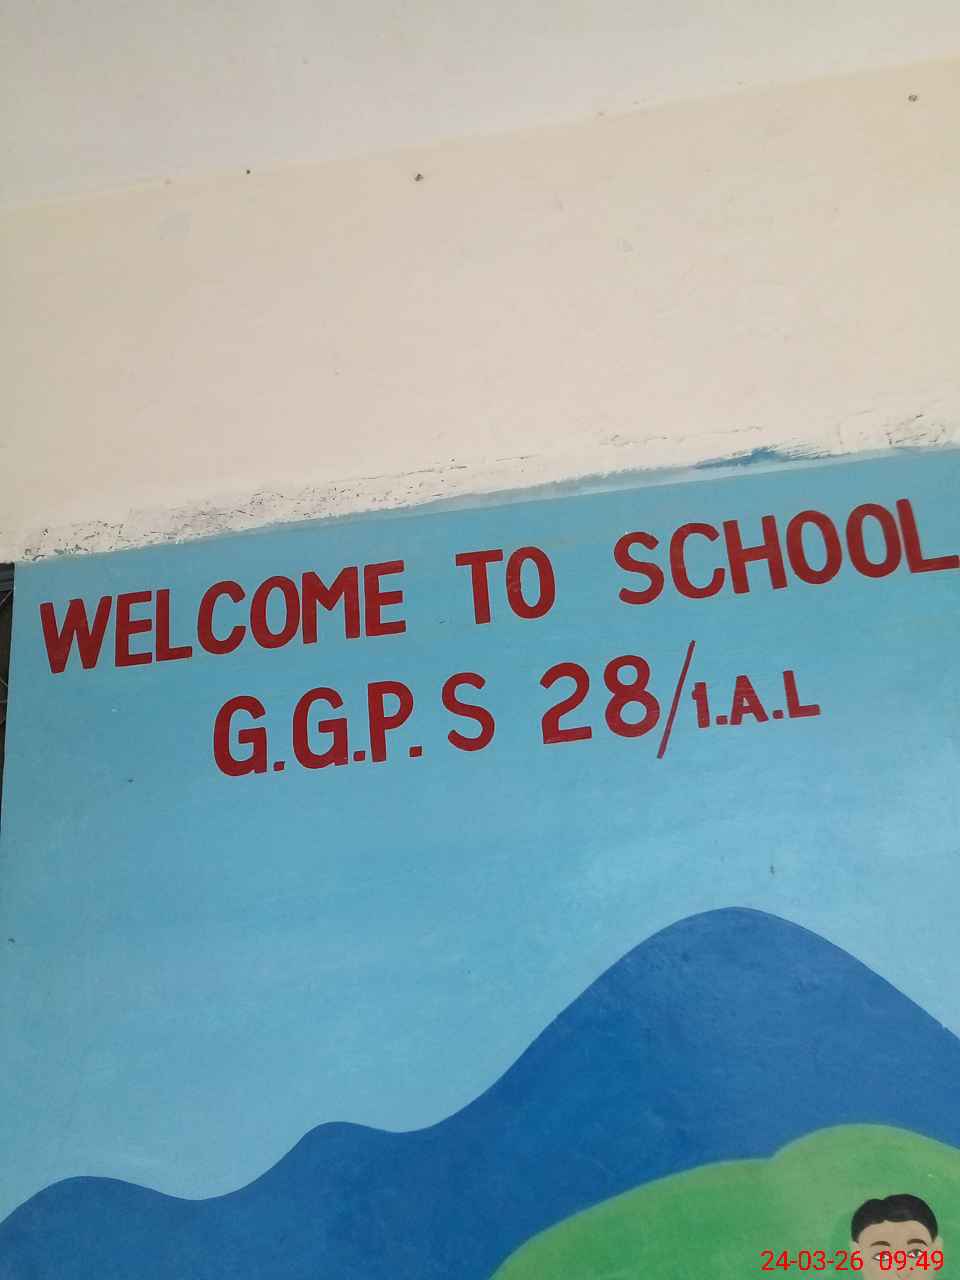 WELCOME TO SCHOOL
G.G.P.S 28/1.A.L
24-03-26 09:49